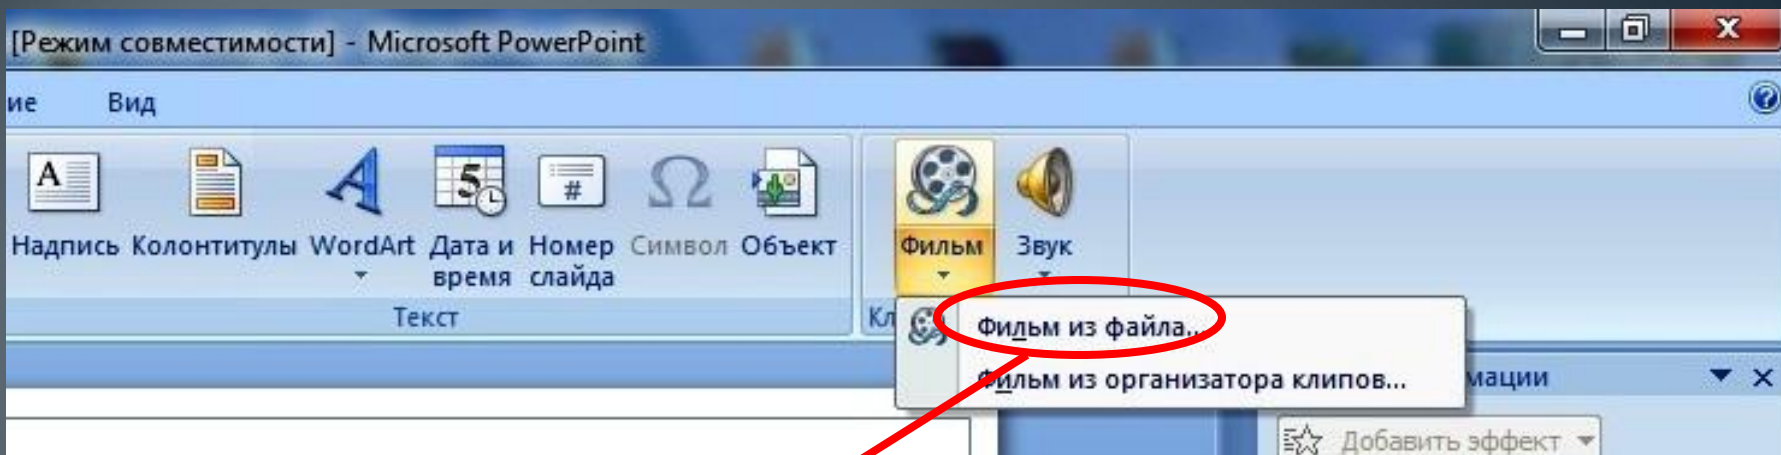 [Режим совместимости] - Microsoft PowerPoint
ие Вид
Надпись Колонтитулы WordArt Дата и время Номер слайда Символ Объект Фильм Звук
Текст Кл
Фильм из файла...
Фильм из организатора клипов...
мации
Добавить эффект